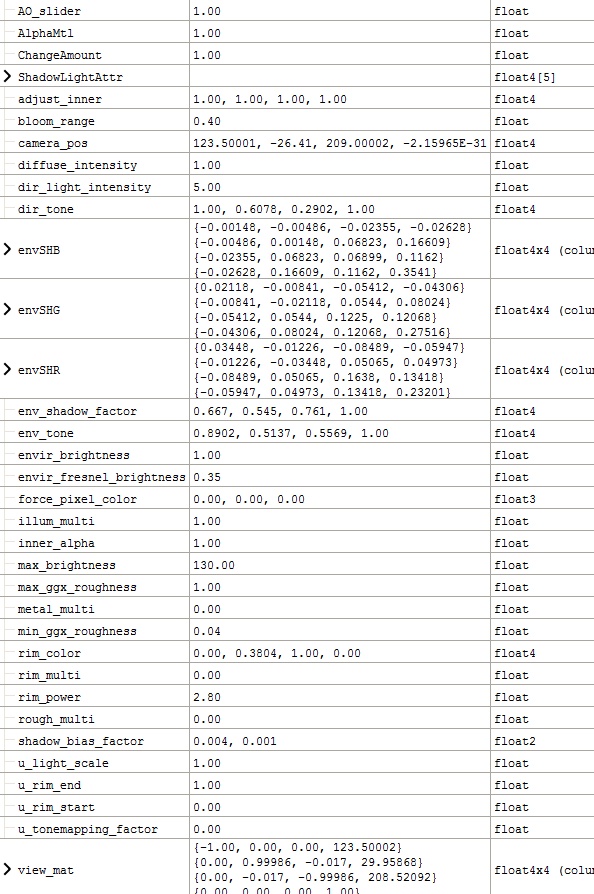 AO_slider 1.00 float
AlphaMtl 1.00 float
ChangeAmount 1.00 float
ShadowLightAttr float4[5]
adjust_inner 1.00, 1.00, 1.00, 1.00 float4
bloom_range 0.40 float
camera_pos 123.50001, -26.41, 209.00002, -2.15965E-31 float4
diffuse_intensity 1.00 float
dir_light_intensity 5.00 float
dir_tone 1.00, 0.6078, 0.2902, 1.00 float4
{-0.00148, -0.00486, -0.02355, -0.02628}
{-0.00486, 0.00148, 0.06823, 0.16609}
envSHB float4x4 (colu
{-0.02355, 0.06823, 0.06899, 0.1162}
{-0.02628, 0.16609, 0.1162, 0.3541}
{0.02118, -0.00841, -0.05412, -0.04306}
{-0.00841, -0.02118, 0.0544, 0.08024}
envSHG float4x4 (colu
{-0.05412, 0.0544, 0.1225, 0.12068}
{-0.04306, 0.08024, 0.12068, 0.27516}
{0.03448, -0.01226, -0.08489, -0.05947}
{-0.01226, -0.03448, 0.05065, 0.04973}
envSHR float4x4 (colu
{-0.08489, 0.05065, 0.1638, 0.13418}
{-0.05947, 0.04973, 0.13418, 0.23201}
env_shadow_factor 0.667, 0.545, 0.761, 1.00 float4
env_tone 0.8902, 0.5137, 0.5569, 1.00 float4
envir_brightness 1.00 float
envir_fresnel_brightness 0.35 float
force_pixel_color 0.00, 0.00, 0.00 float3
illum_multi 1.00 float
inner_alpha 1.00 float
max_brightness 130.00 float
max_ggx_roughness 1.00 float
metal_multi 0.00 float
min_ggx_roughness 0.04 float
rim_color 0.00, 0.3804, 1.00, 0.00 float4
rim_multi 0.00 float
rim_power 2.80 float
rough_multi 0.00 float
shadow_bias_factor 0.004, 0.001 float2
u_light_scale 1.00 float
u_rim_end 1.00 float
u_rim_start 0.00 float
u_tonemapping_factor 0.00 float
{-1.00, 0.00, 0.00, 123.50002}
{0.00, 0.99986, -0.017, 29.95868}
view_mat float4x4 (colu
{0.00, -0.017, -0.99986, 208.52092}
{0.00, 0.00, 0.00, 1.00}